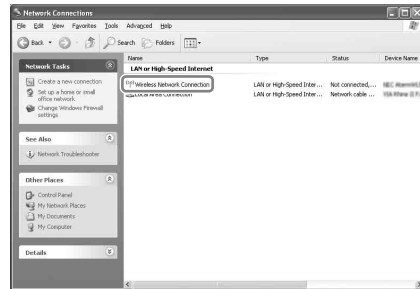 Network Connections
File Edit View Favorites Tools Advanced Help
Back Search Folders
Name Type Status Device Name
Network Tasks
Create a new connection
Set up a home or small
office network
Change Windows Firewall
settings
See Also
Network Troubleshooter
Other Places
Control Panel
My Network Places
My Documents
My Computer
Details
LAN or High-Speed Internet
Wireless Network Connection LAN or High-Speed Inter... Not connected,...
Local Area Connection LAN or High-Speed Inter... Network cable ...